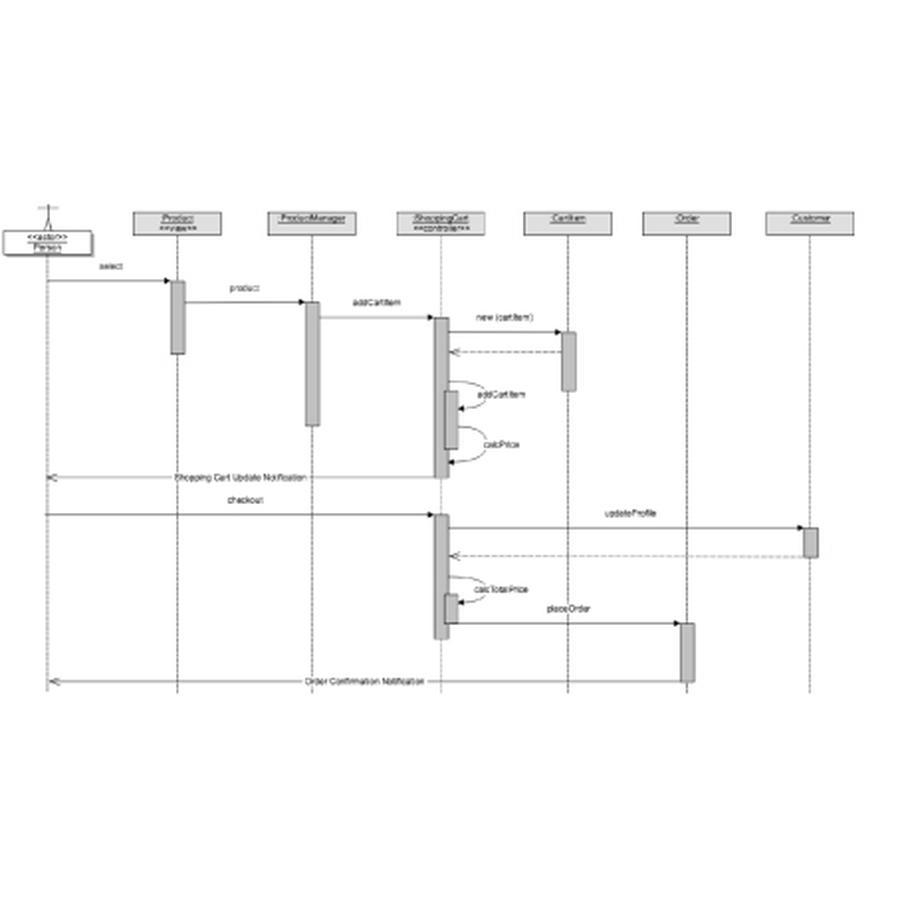 <<actor>>
Person
Product
<<view>>
ProductManager
ShoppingCart
<<controller>>
CartItem
Order
Customer
select
product
addCartItem
new (cartItem)
addCartItem
calcPrice
Shopping Cart Update Notification
checkout
updateProfile
calcTotalPrice
placeOrder
Order Confirmation Notification